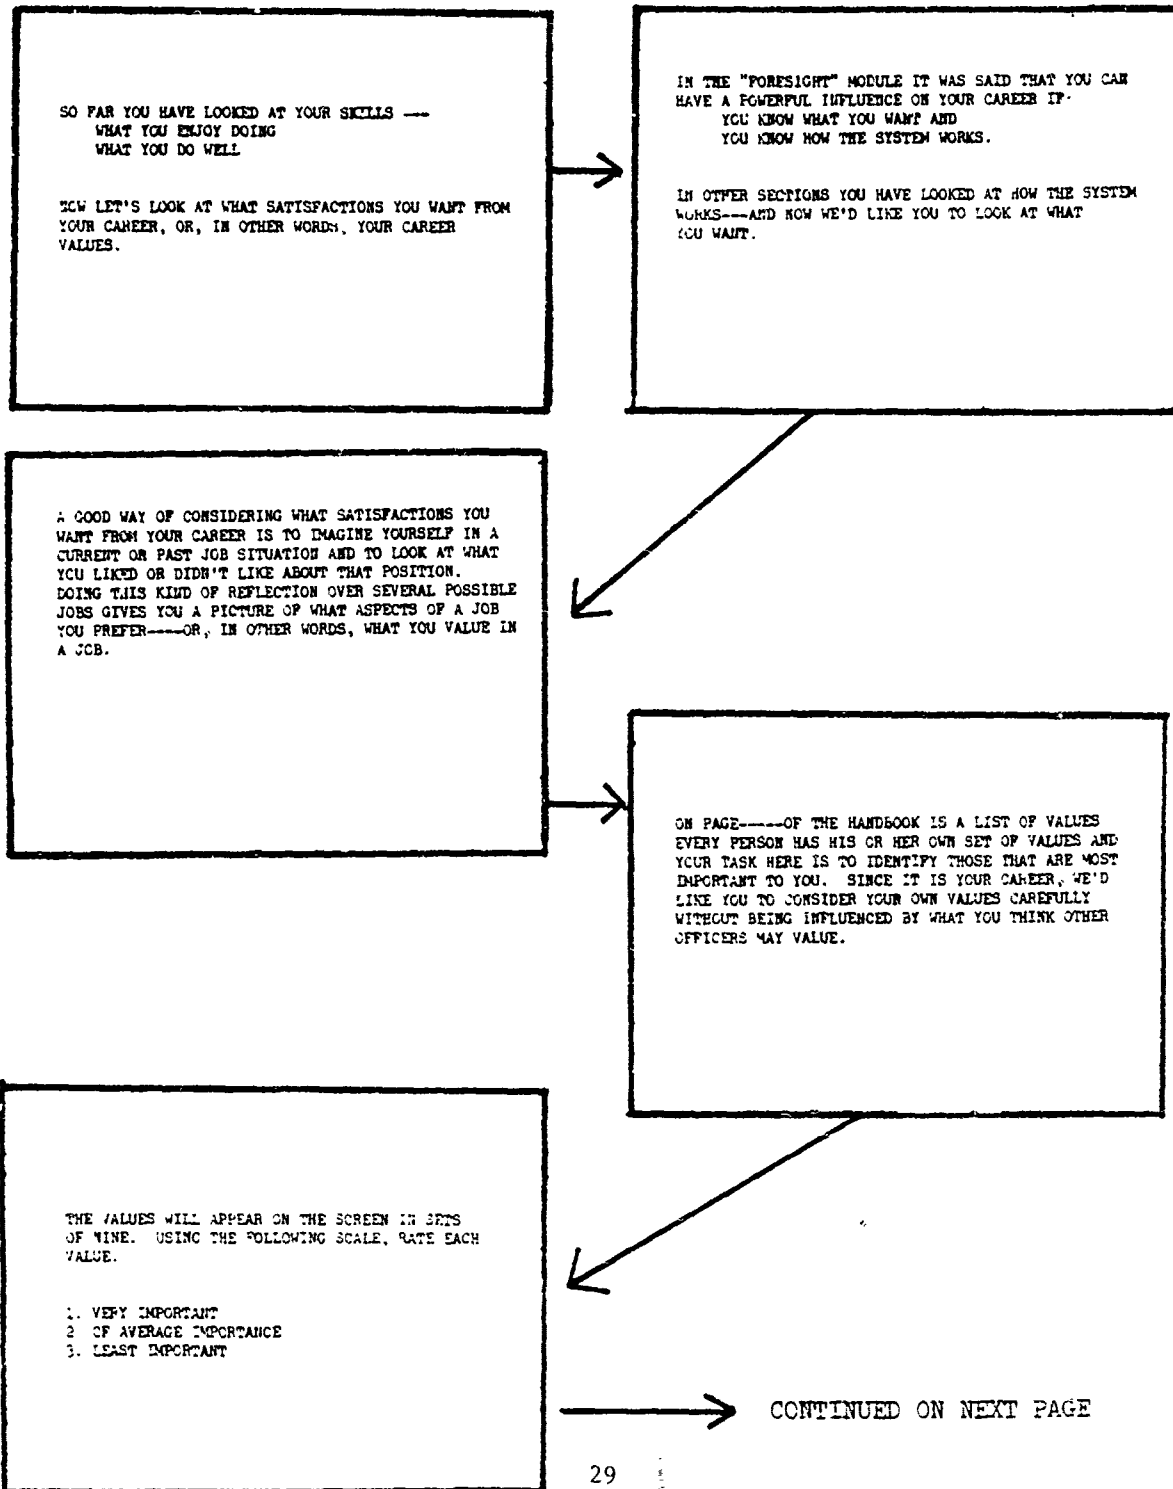 SO FAR YOU HAVE LOOKED AT YOUR SKILLS ---
WHAT YOU ENJOY DOING
WHAT YOU DO WELL
NOW LET'S LOOK AT WHAT SATISFACTIONS YOU WANT FROM
YOUR CAREER, OR, IN OTHER WORDS, YOUR CAREER
VALUES.
IN THE "FORESIGHT" MODULE IT WAS SAID THAT YOU CAN
HAVE A POWERFUL INFLUENCE ON YOUR CAREER IF-
YOU KNOW WHAT YOU WANT AND
YOU KNOW HOW THE SYSTEM WORKS.
IN OTHER SECTIONS YOU HAVE LOOKED AT HOW THE SYSTEM
WORKS---AND NOW WE'D LIKE YOU TO LOOK AT WHAT
YOU WANT.
A GOOD WAY OF CONSIDERING WHAT SATISFACTIONS YOU
WANT FROM YOUR CAREER IS TO IMAGINE YOURSELF IN A
CURRENT OR PAST JOB SITUATION AND TO LOOK AT WHAT
YOU LIKED OR DIDN'T LIKE ABOUT THAT POSITION.
DOING THIS KIND OF REFLECTION OVER SEVERAL POSSIBLE
JOBS GIVES YOU A PICTURE OF WHAT ASPECTS OF A JOB
YOU PREFER----OR, IN OTHER WORDS, WHAT YOU VALUE IN
A JOB.
ON PAGE-----OF THE HANDBOOK IS A LIST OF VALUES
EVERY PERSON HAS HIS OR HER OWN SET OF VALUES AND
YOUR TASK HERE IS TO IDENTIFY THOSE THAT ARE MOST
IMPORTANT TO YOU. SINCE IT IS YOUR CAREER, WE'D
LIKE YOU TO CONSIDER YOUR OWN VALUES CAREFULLY
WITHOUT BEING INFLUENCED BY WHAT YOU THINK OTHER
OFFICERS MAY VALUE.
THE VALUES WILL APPEAR ON THE SCREEN IN SETS
OF NINE. USING THE FOLLOWING SCALE, RATE EACH
VALUE.
1. VERY IMPORTANT
2 OF AVERAGE IMPORTANCE
3. LEAST IMPORTANT
CONTINUED ON NEXT PAGE
29